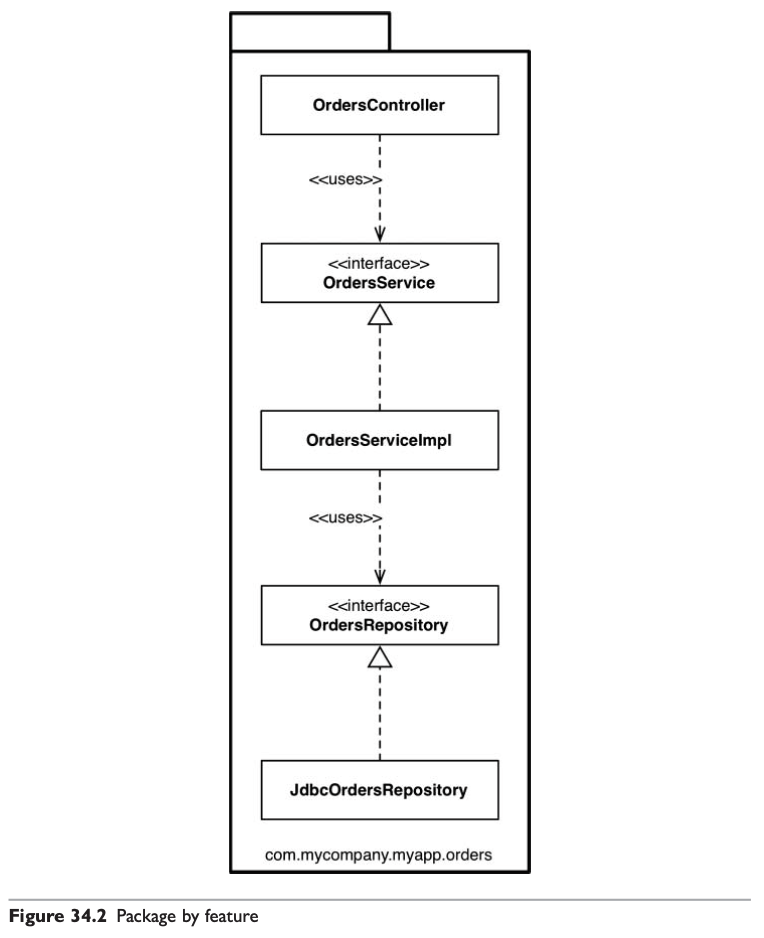 OrdersController
<<uses>>
<<interface>>
OrdersService
OrdersServiceImpl
<<uses>>
<<interface>>
OrdersRepository
JdbcOrdersRepository
com.mycompany.myapp.orders
Figure 34.2 Package by feature